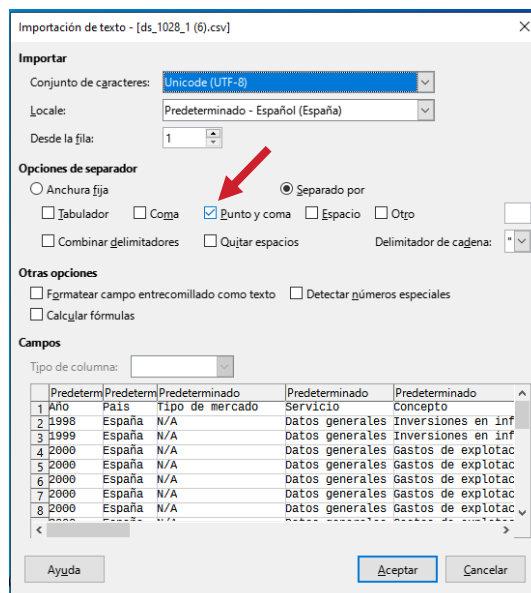 Importación de texto - [ds_1028_1 (6).csv]
Importar
Conjunto de caracteres: Unicode (UTF-8)
Locale: Predeterminado - Español (España)
Desde la fila: 1
Opciones de separador
Anchura fija Separado por
Tabulador Coma Punto y coma Espacio Otro
Combinar delimitadores Quitar espacios Delimitador de cadena: "
Otras opciones
Formatear campo entrecomillado como texto Detectar números especiales
Calcular fórmulas
Campos
Tipo de columna:
Predeterm Predeterm Predeterminado Predeterminado Predeterminado
1 Año País Tipo de mercado Servicio Concepto
2 1998 España N/A Datos generales Inversiones en inf
3 1999 España N/A Datos generales Inversiones en inf
4 2000 España N/A Datos generales Gastos de explotac
5 2000 España N/A Datos generales Gastos de explotac
6 2000 España N/A Datos generales Gastos de explotac
7 2000 España N/A Datos generales Gastos de explotac
8 2000 España N/A Datos generales Gastos de explotac
Ayuda Aceptar Cancelar